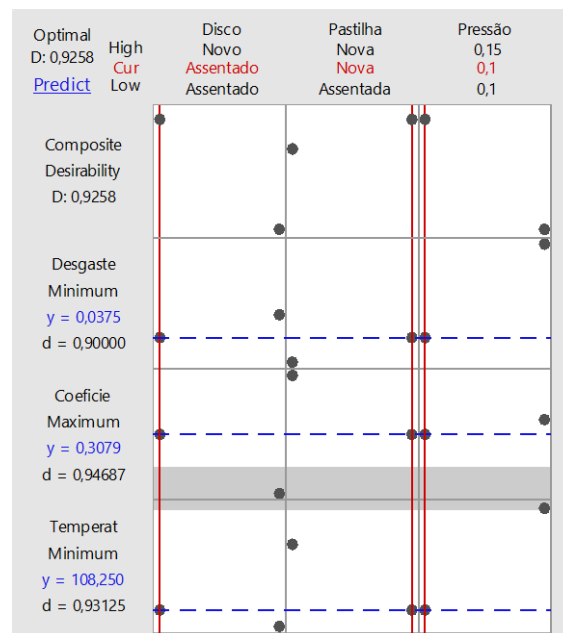 Optimal
D: 0,9258
Predict
High
Cur
Low
Disco
Novo
Assentado
Assentado
Pastilha
Nova
Nova
Assentada
Pressão
0,15
0,1
0,1
Composite
Desirability
D: 0,9258
Desgaste
Minimum
y = 0,0375
d = 0,90000
Coeficie
Maximum
y = 0,3079
d = 0,94687
Temperat
Minimum
y = 108,250
d = 0,93125